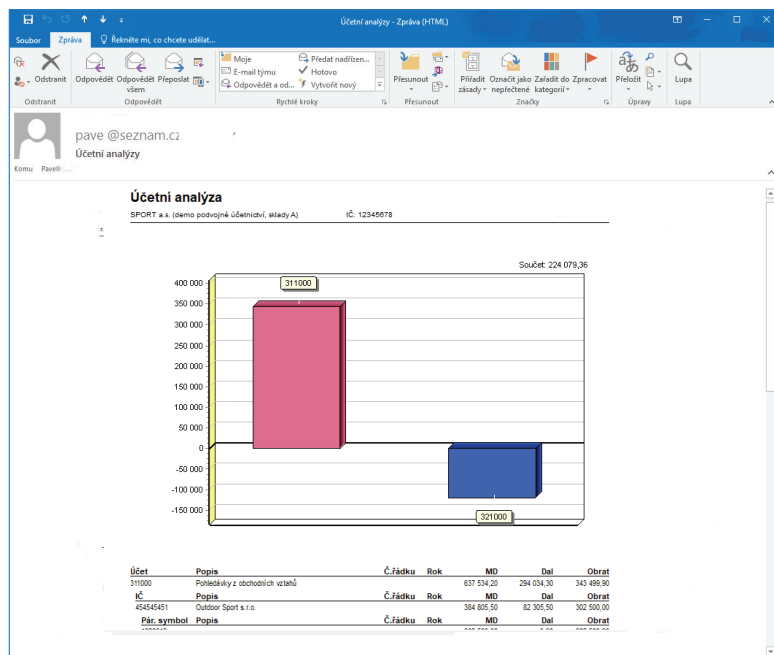 Účetní analýzy - Zpráva (HTML)
Soubor Zpráva Řekněte mi, co chcete udělat...
Odstranit
Odpovědět Odpovědět všem Přeposlat
Moje
E-mail týmu
Odpovědět a od...
Předat nadřízen...
Hotovo
Vytvořit nový
Přesunout
Přiřadit zásady Označit jako nepřečtené Zařadit do kategorií Zpracovat
Přeložit
Lupa
Odstranit Odpovědět Rychlé kroky Přesunout Značky Úpravy Lupa
pave @seznam.cz
Účetní analýzy
Komu
Účetní analýza
SPORT a.s. (demo podvojné účetnictví, sklady A) IČ: 12345678
Součet: 224 079,36
400 000
311000
350 000
300 000
250 000
200 000
150 000
100 000
50 000
0
-50 000
-100 000
-150 000
321000
Účet Popis Č.řádku Rok MD Dal Obrat
311000 Pohledávky z obchodních vztahů 637 534,20 294 034,30 343 499,90
IČ Popis Č.řádku Rok MD Dal Obrat
454545451 Outdoor Sport s.r.o. 384 805,50 82 305,50 302 500,00
Pár. symbol Popis Č.řádku Rok MD Dal Obrat